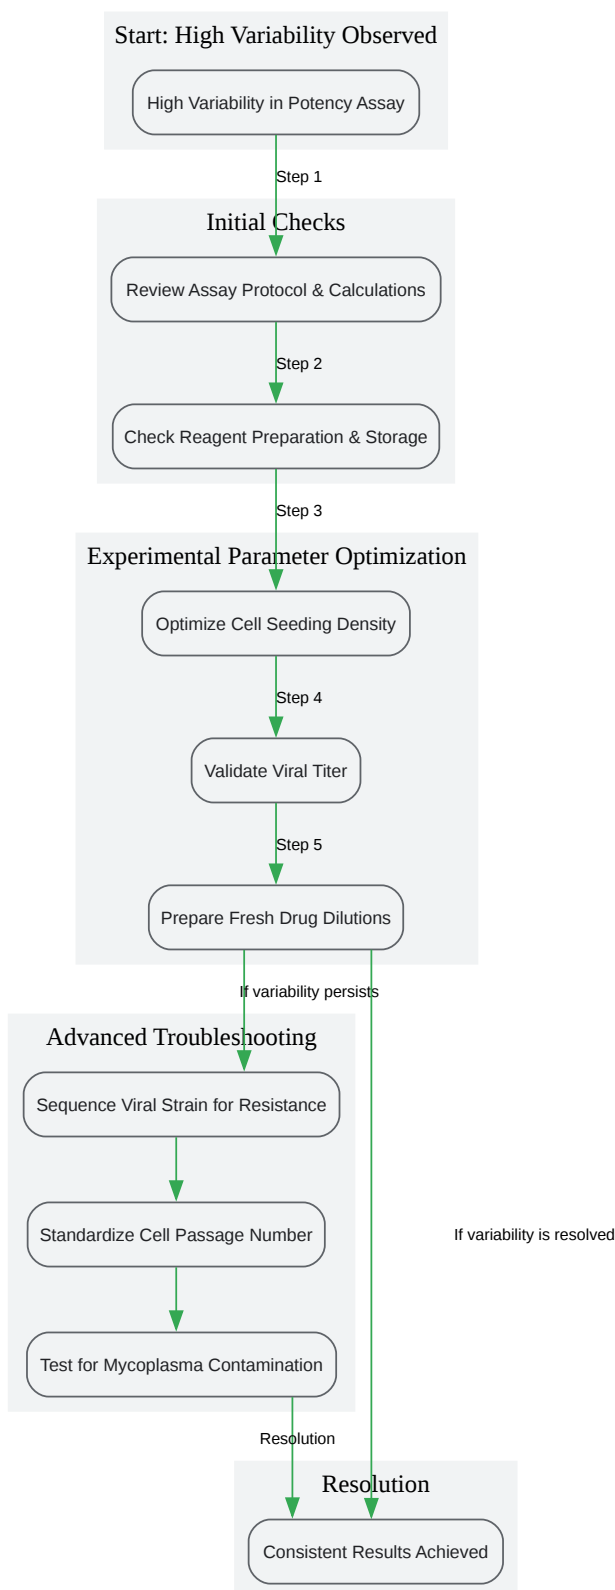 Start: High Variability Observed
High Variability in Potency Assay
Step 1
Initial Checks
Review Assay Protocol & Calculations
Step 2
Check Reagent Preparation & Storage
Step 3
Experimental Parameter Optimization
Optimize Cell Seeding Density
Step 4
Validate Viral Titer
Step 5
Prepare Fresh Drug Dilutions
If variability persists
Advanced Troubleshooting
Sequence Viral Strain for Resistance
Standardize Cell Passage Number
If variability is resolved
Test for Mycoplasma Contamination
Resolution
Resolution
Consistent Results Achieved